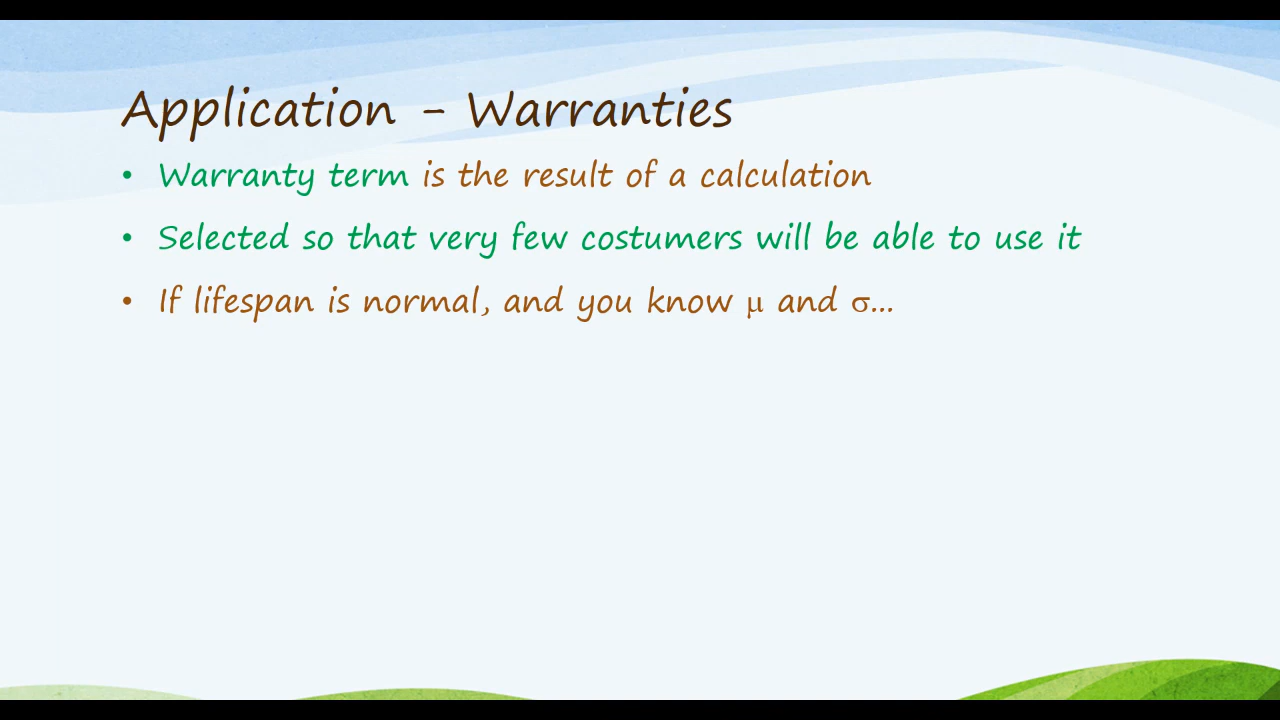 Application - Warranties
• Warranty term is the result of a calculation
• Selected so that very few costumers will be able to use it
• If lifespan is normal, and you know μ and σ...